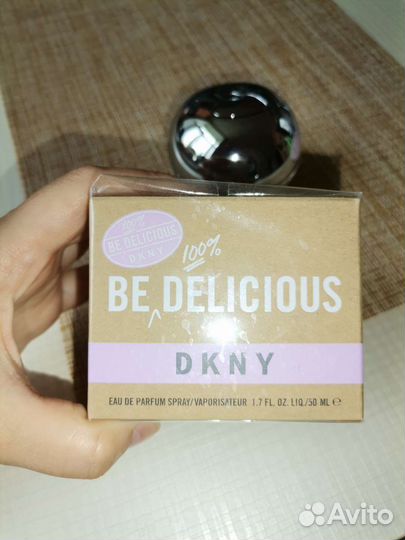 100%
BE DELICIOUS
DKNY
100%
BE DELICIOUS
DKNY
EAU DE PARFUM SPRAY/VAPORISATEUR 1.7 FL. OZ. LIQ/50 ML ℮
Avito